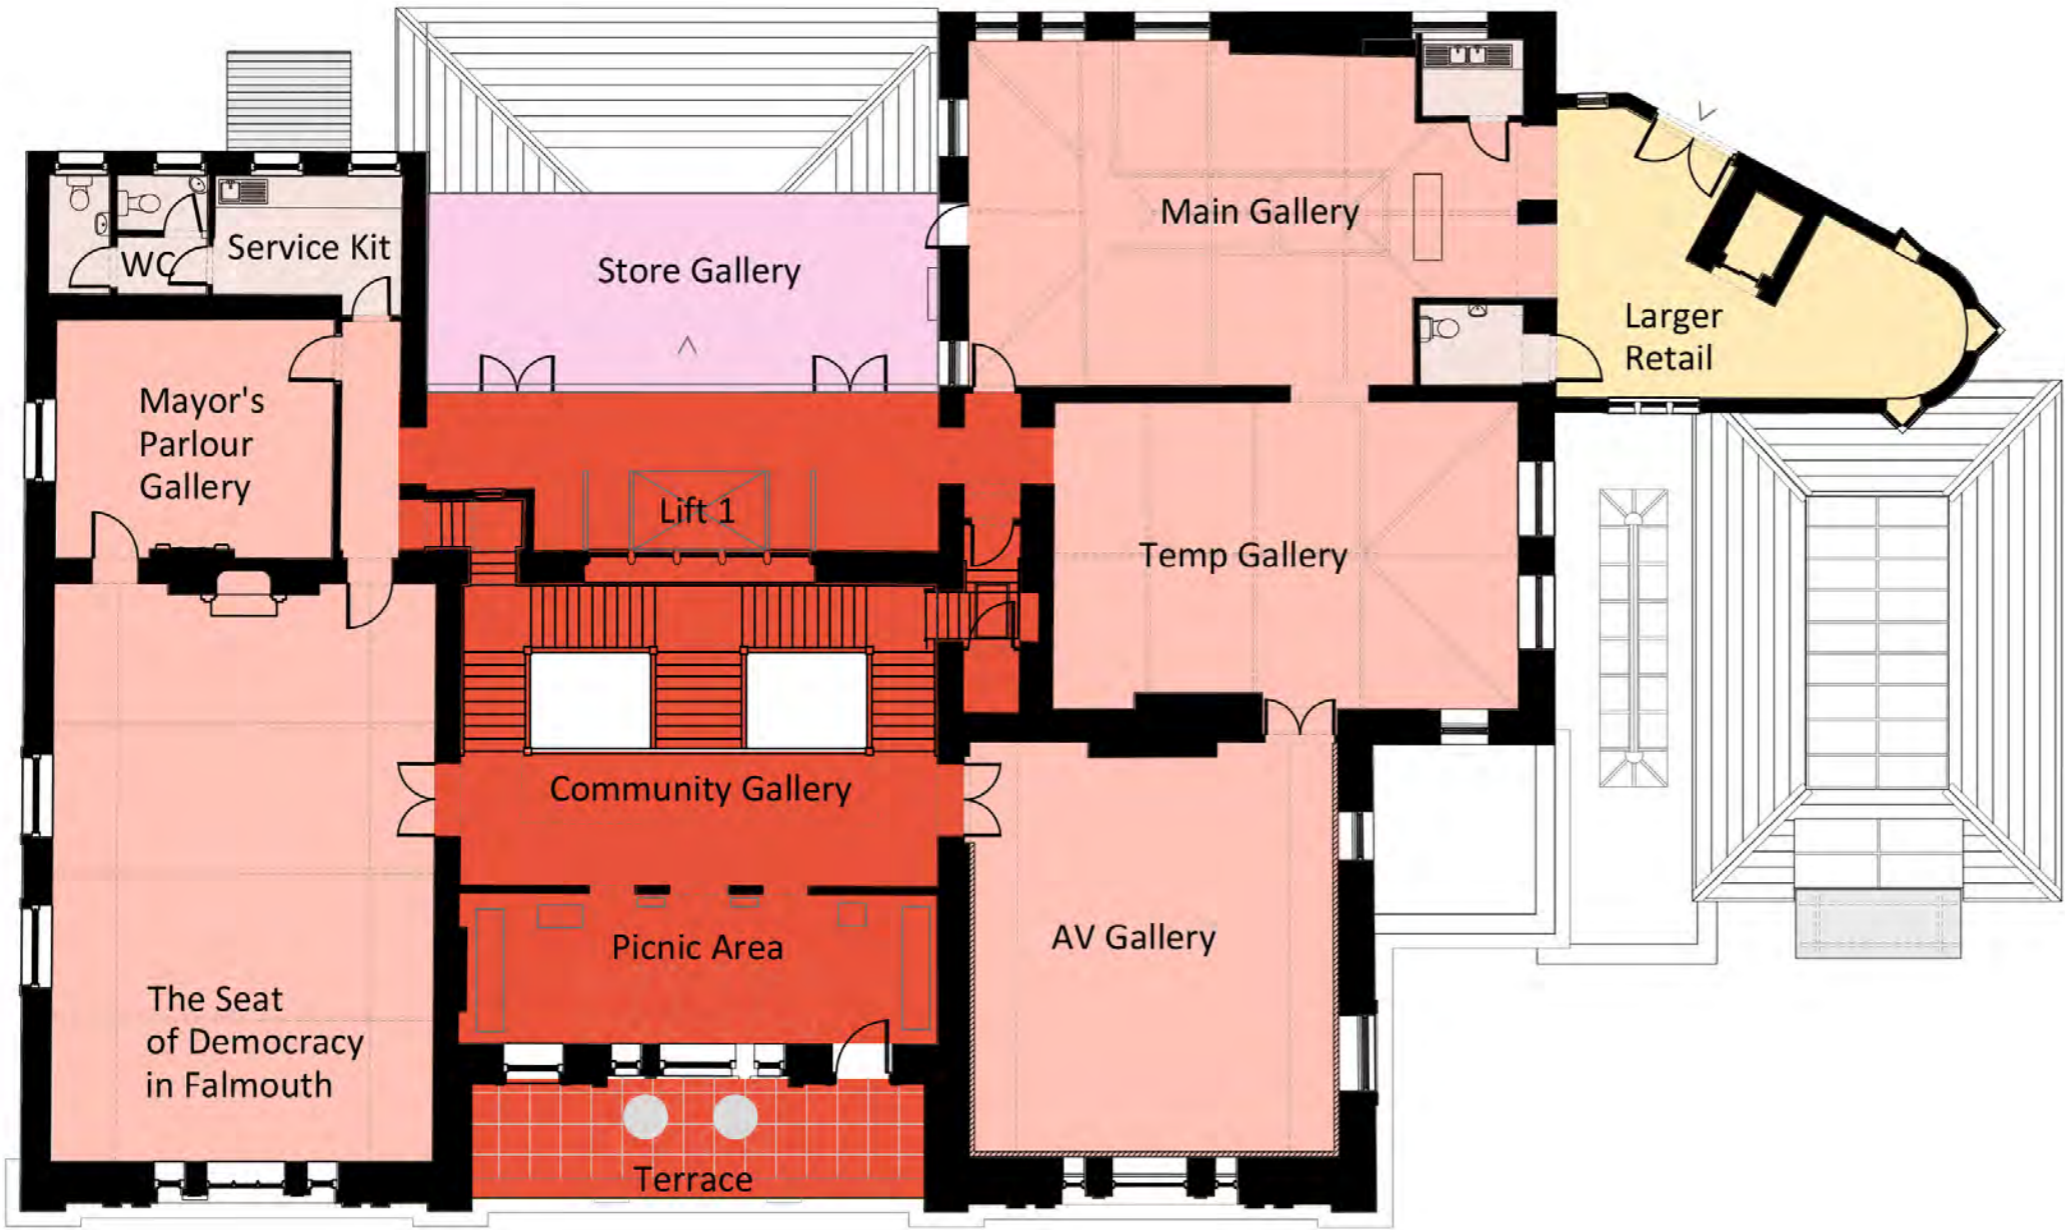 Main Gallery
WC
Service Kit
Store Gallery
Larger
Retail
Mayor's
Parlour
Gallery
Lift 1
Temp Gallery
Community Gallery
Picnic Area
AV Gallery
The Seat
of Democracy
in Falmouth
Terrace